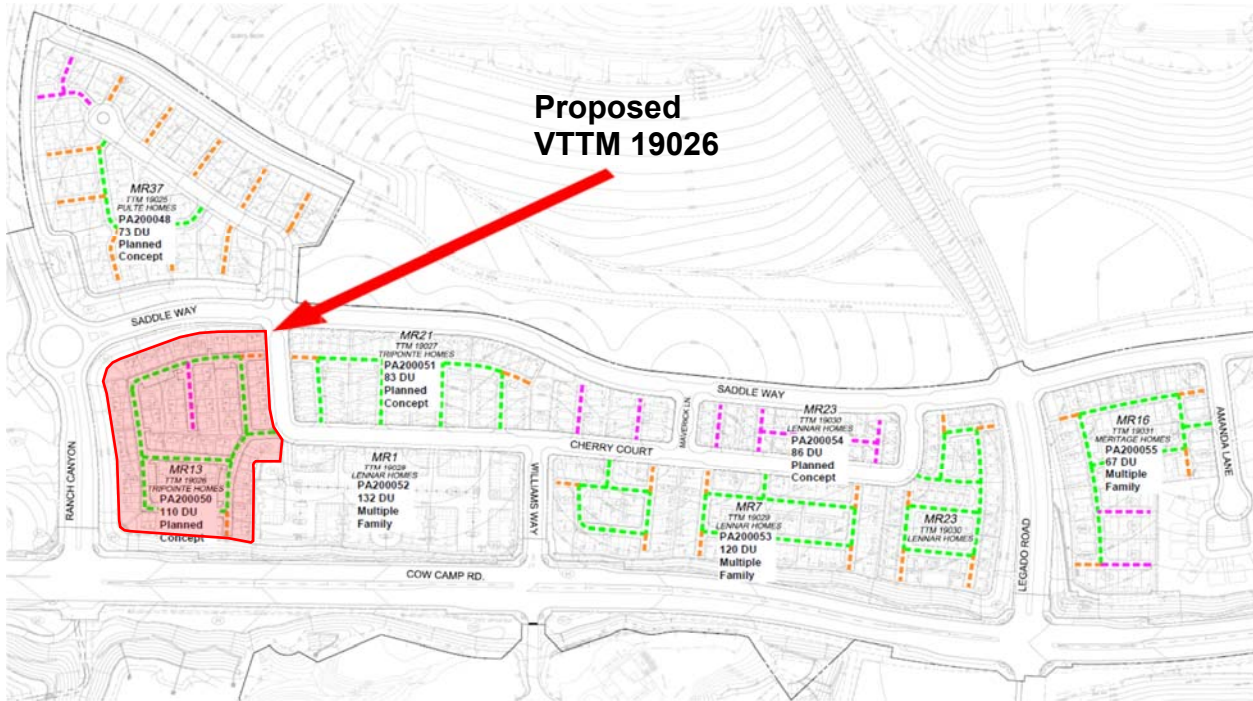 Proposed
VTTM 19026
MR37
TTM 19025
PULTE HOMES
PA200048
73 DU
Planned
Concept
SADDLE WAY
MR21
TTM 19027
TRIPOINTE HOMES
PA200051
83 DU
Planned
Concept
SADDLE WAY
MAVERICK LN
MR23
TTM 19030
LENNAR HOMES
PA200054
86 DU
Planned
Concept
MR16
TTM 19031
MERITAGE HOMES
PA200055
67 DU
Multiple
Family
AMANDA LANE
CHERRY COURT
RANCH CANYON
MR13
TTM 19026
TRIPOINTE HOMES
PA200050
110 DU
Planned
Concept
MR1
TTM 19028
LENNAR HOMES
PA200052
132 DU
Multiple
Family
WILLIAMS WAY
MR7
TTM 19029
LENNAR HOMES
PA200053
120 DU
Multiple
Family
MR23
TTM 19030
LENNAR HOMES
LEGADO ROAD
COW CAMP RD.